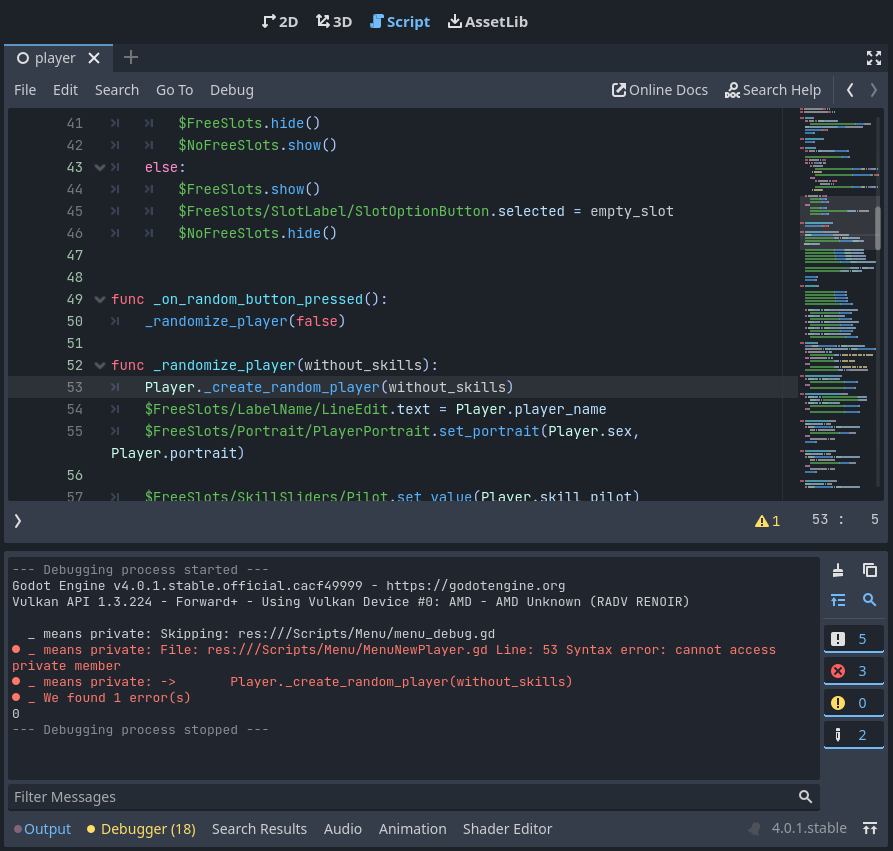 2D 3D Script AssetLib
player
File Edit Search Go To Debug Online Docs Search Help
41 $FreeSlots.hide()
42 $NoFreeSlots.show()
43 else:
44 $FreeSlots.show()
45 $FreeSlots/SlotLabel/SlotOptionButton.selected = empty_slot
46 $NoFreeSlots.hide()
47
48
49 func _on_random_button_pressed():
50 _randomize_player(false)
51
52 func _randomize_player(without_skills):
53 Player._create_random_player(without_skills)
54 $FreeSlots/LabelName/LineEdit.text = Player.player_name
55 $FreeSlots/Portrait/PlayerPortrait.set_portrait(Player.sex,
Player.portrait)
56
57 $FreeSlots/SkillSliders/Pilot.set_value(Player.skill_pilot)
1 53 : 5
--- Debugging process started ---
Godot Engine v4.0.1.stable.official.cacf49999 - https://godotengine.org
Vulkan API 1.3.224 - Forward+ - Using Vulkan Device #0: AMD - AMD Unknown (RADV RENOIR)
_ means private: Skipping: res:///Scripts/Menu/menu_debug.gd
_ means private: File: res:///Scripts/Menu/MenuNewPlayer.gd Line: 53 Syntax error: cannot access
private member
_ means private: -> Player._create_random_player(without_skills)
_ We found 1 error(s)
0
--- Debugging process stopped ---
5
3
0
2
Filter Messages
Output Debugger (18) Search Results Audio Animation Shader Editor 4.0.1.stable